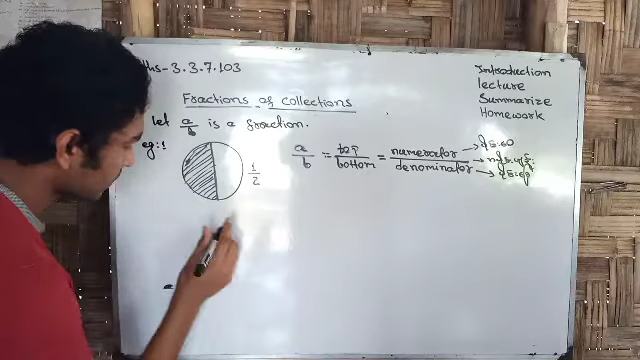 ths-3.3.7.103
Fractions of collections
let a/b is a fraction.
eg:1
1/2
a/b = top/bottom = numerator/denominator
Introduction
lecture
Summarize
Homework